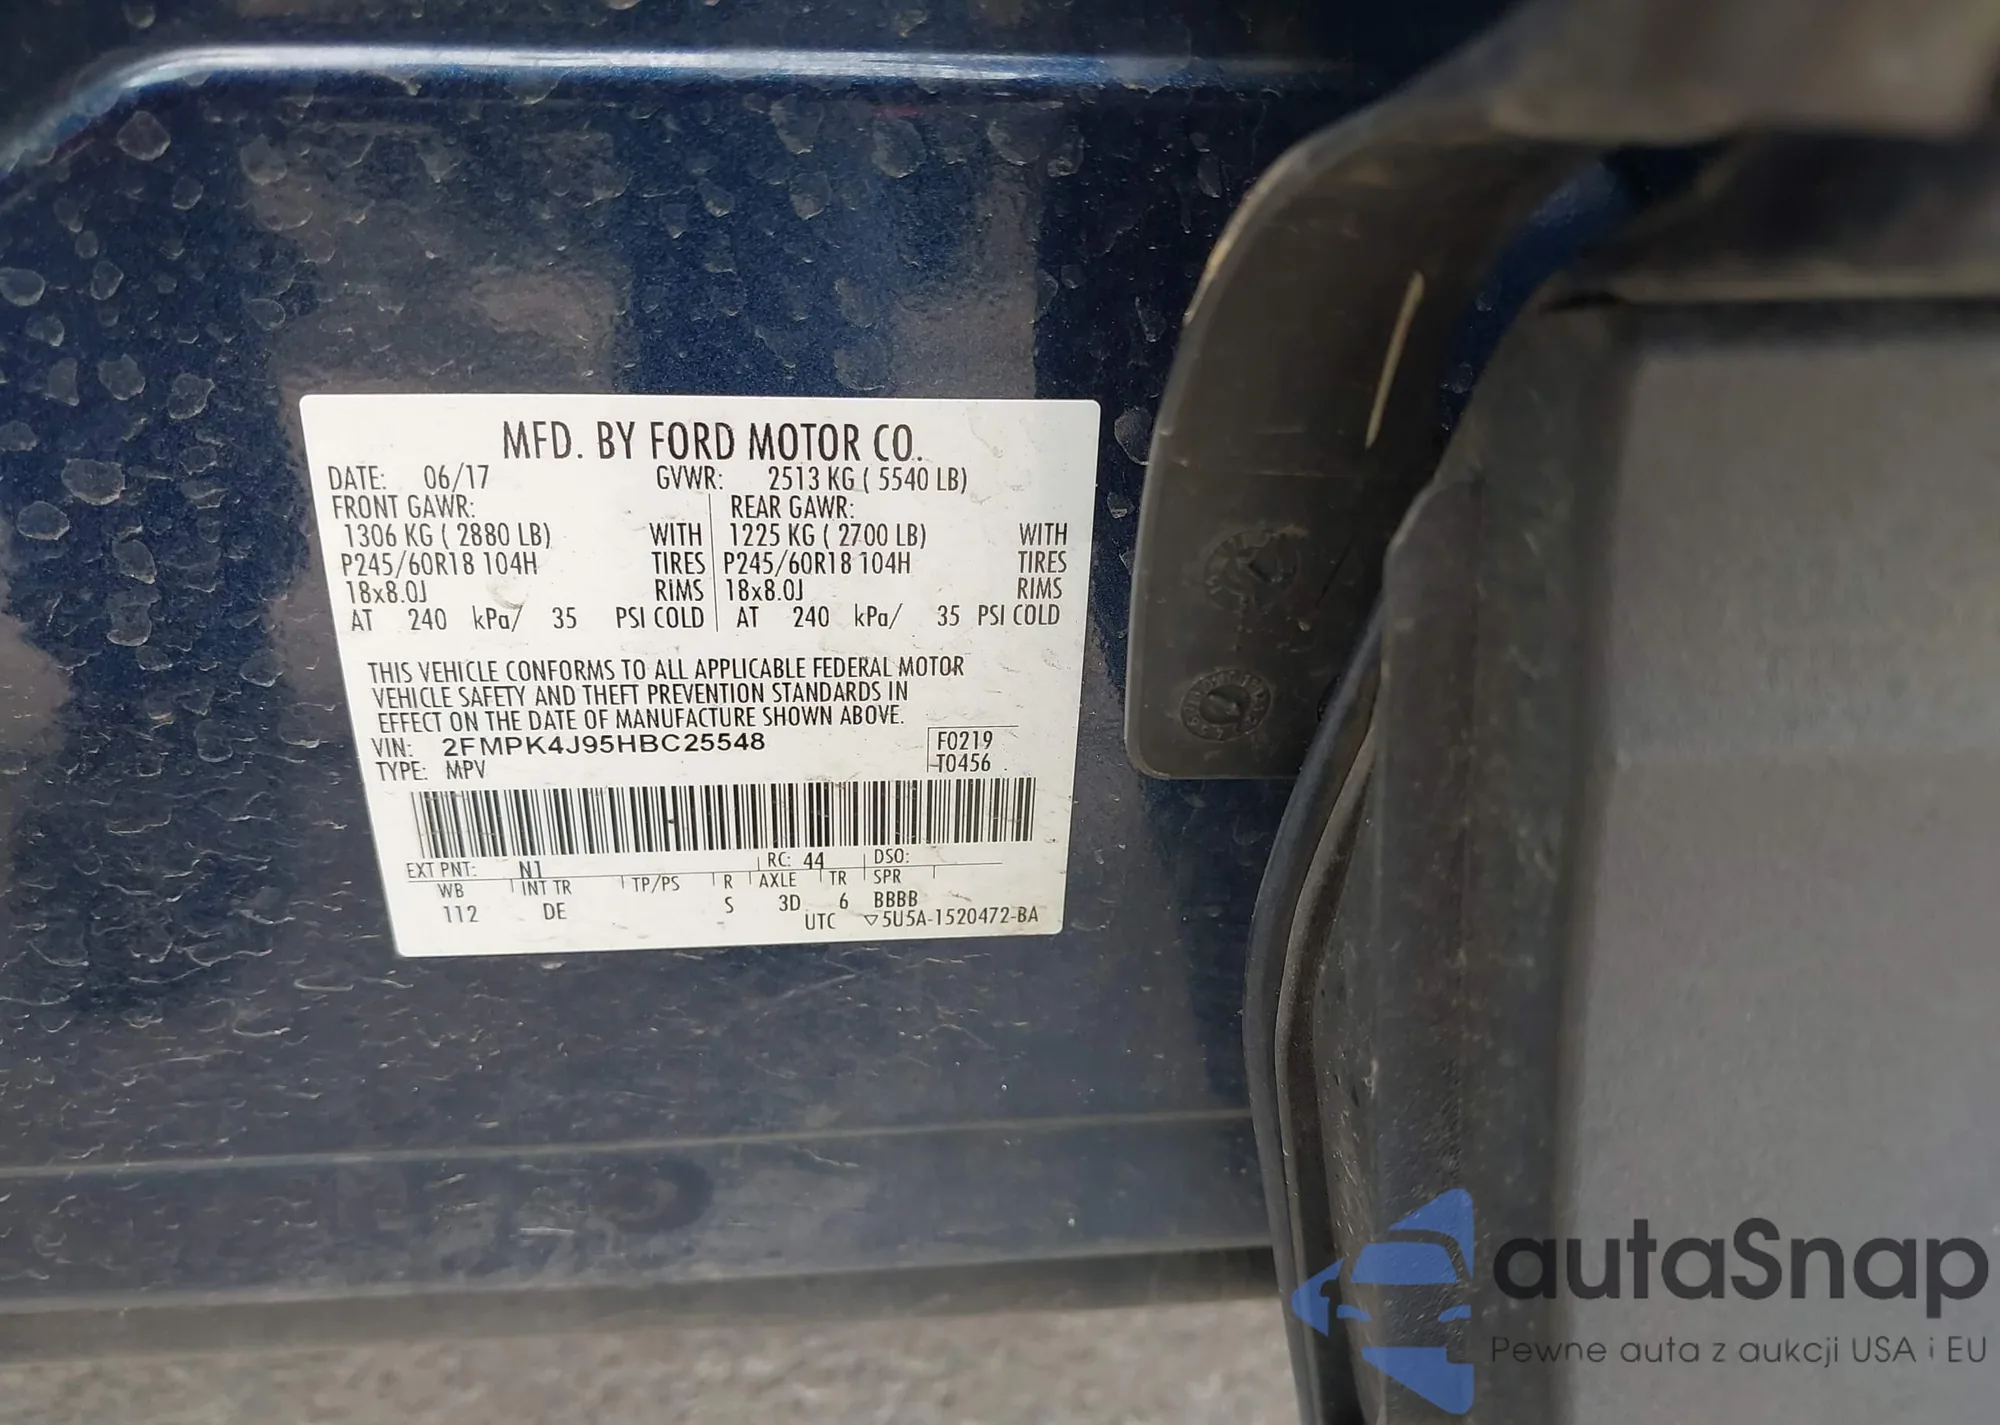 MFD. BY FORD MOTOR CO.
DATE: 06/17 GVWR: 2513 KG ( 5540 LB)
FRONT GAWR: REAR GAWR:
1306 KG ( 2880 LB) WITH 1225 KG ( 2700 LB) WITH
P245/60R18 104H TIRES P245/60R18 104H TIRES
18x8.0J RIMS 18x8.0J RIMS
AT 240 kPa/ 35 PSI COLD AT 240 kPa/ 35 PSI COLD
THIS VEHICLE CONFORMS TO ALL APPLICABLE FEDERAL MOTOR
VEHICLE SAFETY AND THEFT PREVENTION STANDARDS IN
EFFECT ON THE DATE OF MANUFACTURE SHOWN ABOVE.
VIN: 2FMPK4J95HBC25548 F0219
TYPE: MPV T0456
EXT PNT: N1 RC: 44 DSO:
WB INT TR TP/PS R AXLE TR SPR
112 DE S 3D 6 BBBB
UTC ▽5U5A-1520472-BA
autaSnap
Pewne auta z aukcji USA i EU